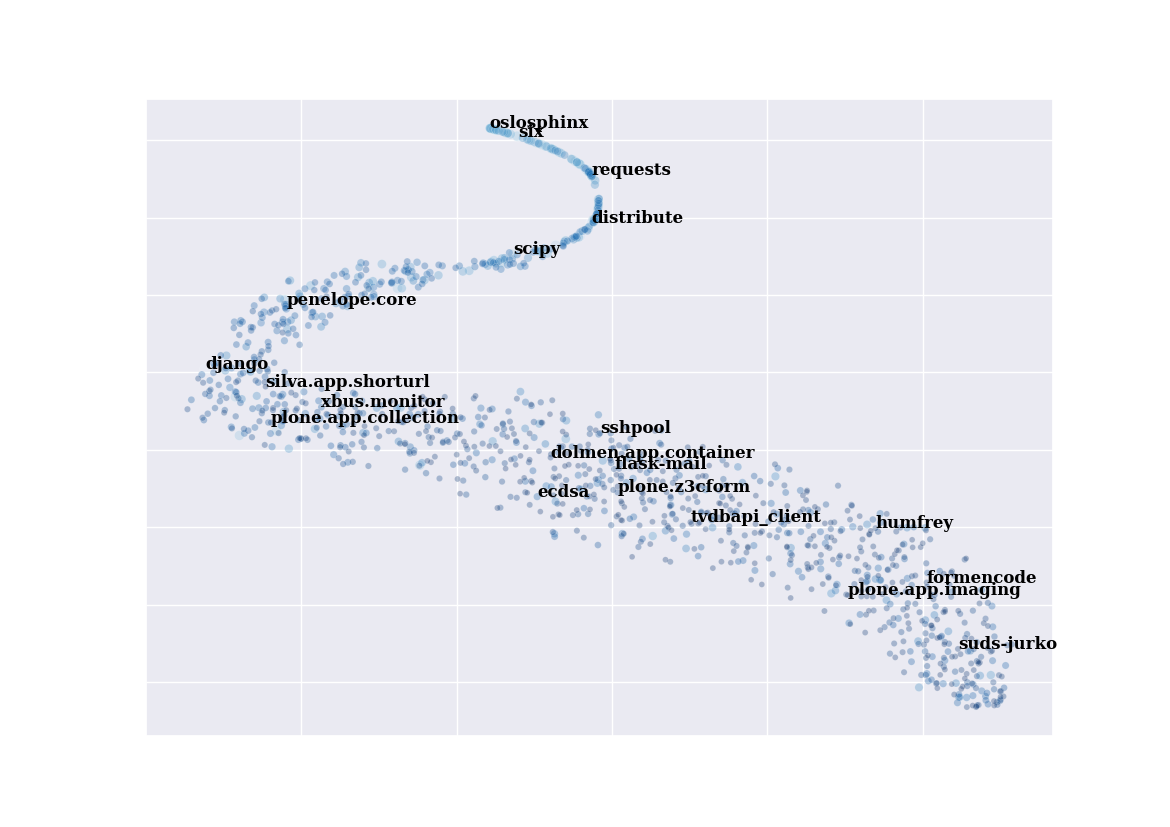 oslosphinx
six
requests
distribute
scipy
penelope.core
django
silva.app.shorturl
xbus.monitor
plone.app.collection
sshpool
dolmen.app.container
flask-mail
plone.z3cform
ecdsa
tvdbapi_client
humfrey
formencode
plone.app.imaging
suds-jurko